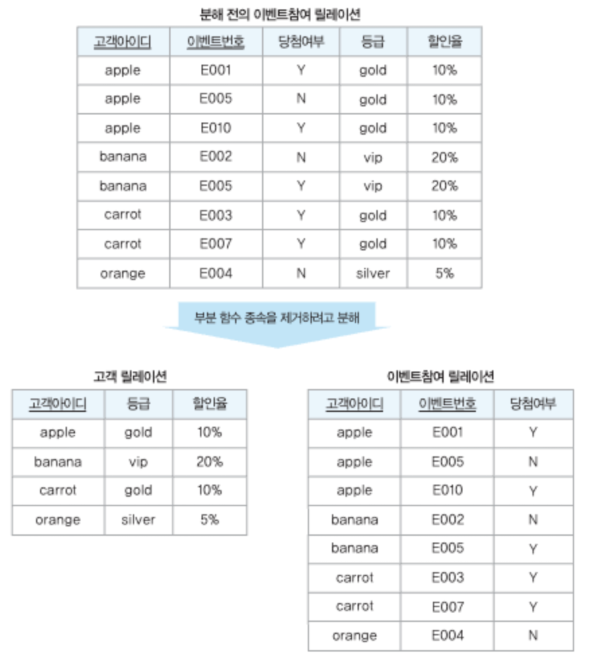 분해 전의 이벤트참여 릴레이션
고객아이디 이벤트번호 당첨여부 등급 할인율
apple E001 Y gold 10%
apple E005 N gold 10%
apple E010 Y gold 10%
banana E002 N vip 20%
banana E005 Y vip 20%
carrot E003 Y gold 10%
carrot E007 Y gold 10%
orange E004 N silver 5%
부분 함수 종속을 제거하려고 분해
고객 릴레이션
고객아이디 등급 할인율
apple gold 10%
banana vip 20%
carrot gold 10%
orange silver 5%
이벤트참여 릴레이션
고객아이디 이벤트번호 당첨여부
apple E001 Y
apple E005 N
apple E010 Y
banana E002 N
banana E005 Y
carrot E003 Y
carrot E007 Y
orange E004 N